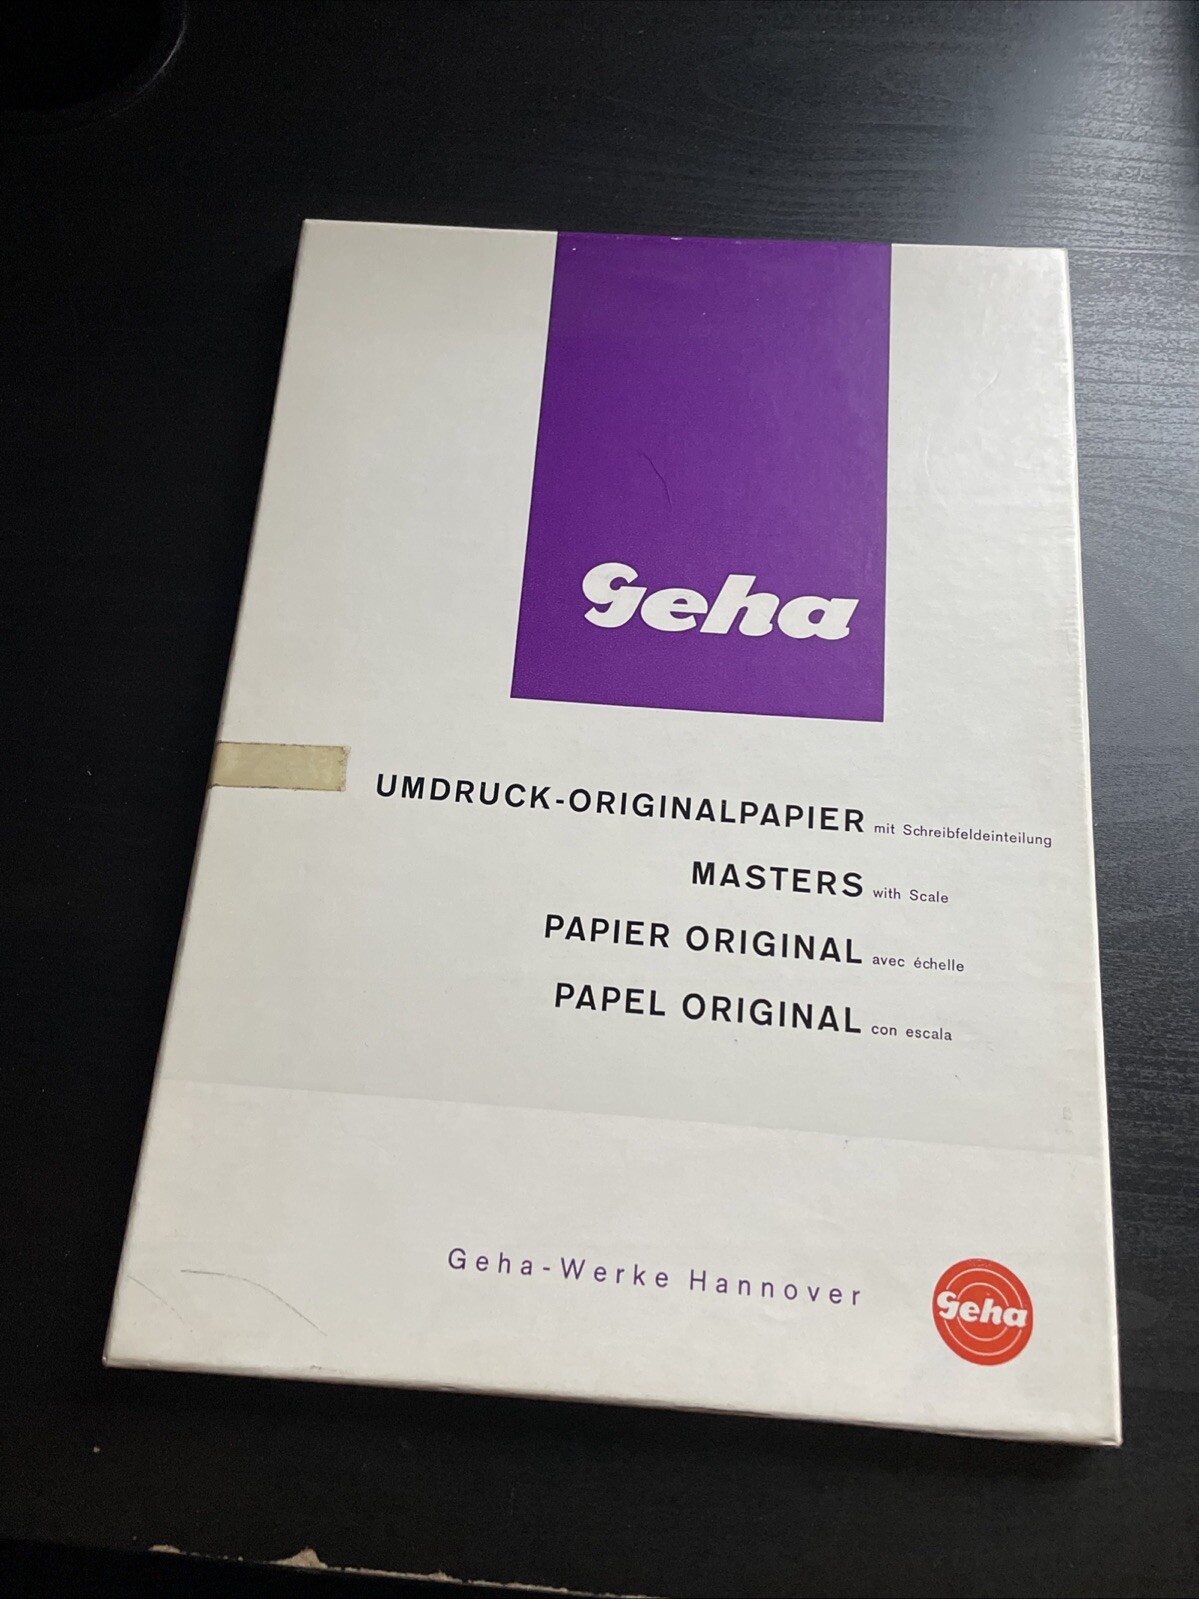 Geha
UMDRUCK-ORIGINALPAPIER mit Schreibfeldeinteilung
MASTERS with Scale
PAPIER ORIGINAL avec échelle
PAPEL ORIGINAL con escala
Geha-Werke Hannover
Geha